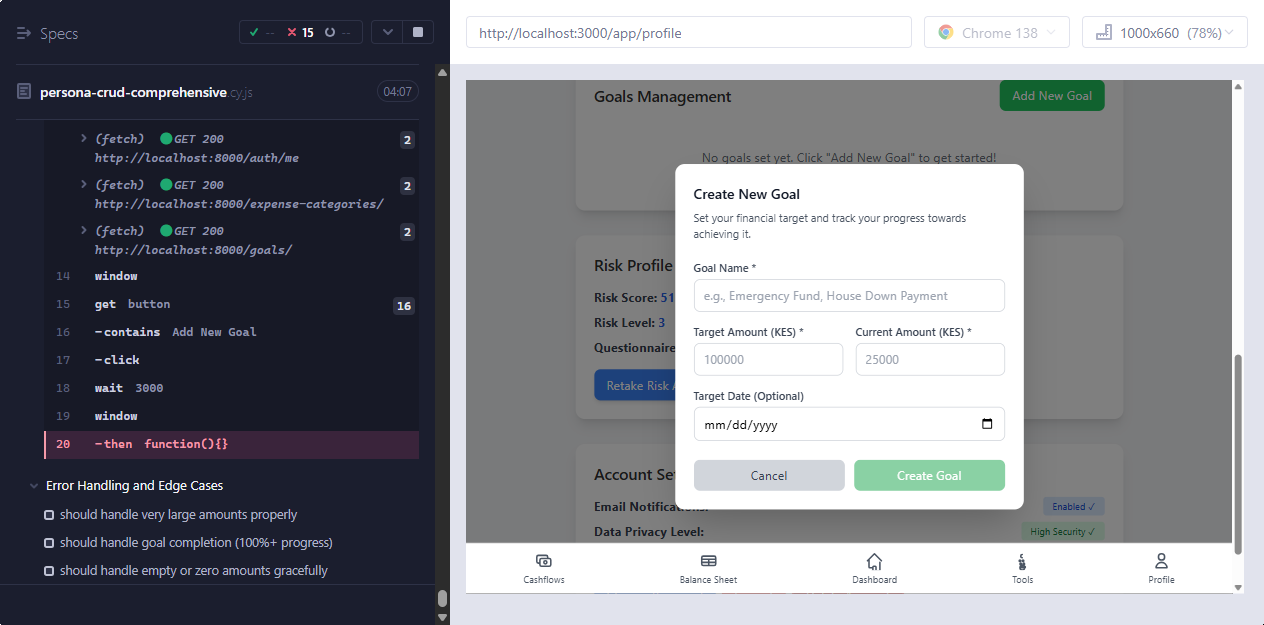 Specs
-- 15 --
persona-crud-comprehensive.cy.js
04:07
(fetch) GET 200
http://localhost:8000/auth/me
2
(fetch) GET 200
http://localhost:8000/expense-categories/
2
(fetch) GET 200
http://localhost:8000/goals/
2
14 window
15 get button
16
16 -contains Add New Goal
17 -click
18 wait 3000
19 window
20 -then function(){}
Error Handling and Edge Cases
should handle very large amounts properly
should handle goal completion (100%+ progress)
should handle empty or zero amounts gracefully
http://localhost:3000/app/profile
Chrome 138
1000x660 (78%)
Goals Management
Add New Goal
No goals set yet. Click "Add New Goal" to get started!
Create New Goal
Set your financial target and track your progress towards
achieving it.
Goal Name *
e.g., Emergency Fund, House Down Payment
Target Amount (KES) *
Current Amount (KES) *
100000
25000
Target Date (Optional)
mm/dd/yyyy
Cancel
Create Goal
Risk Profile
Risk Score: 51
Risk Level: 3
Questionnaire
Retake Risk A
Account Se
Email Notifications:
Enabled ✓
Data Privacy Level:
High Security ✓
Cashflows
Balance Sheet
Dashboard
Tools
Profile